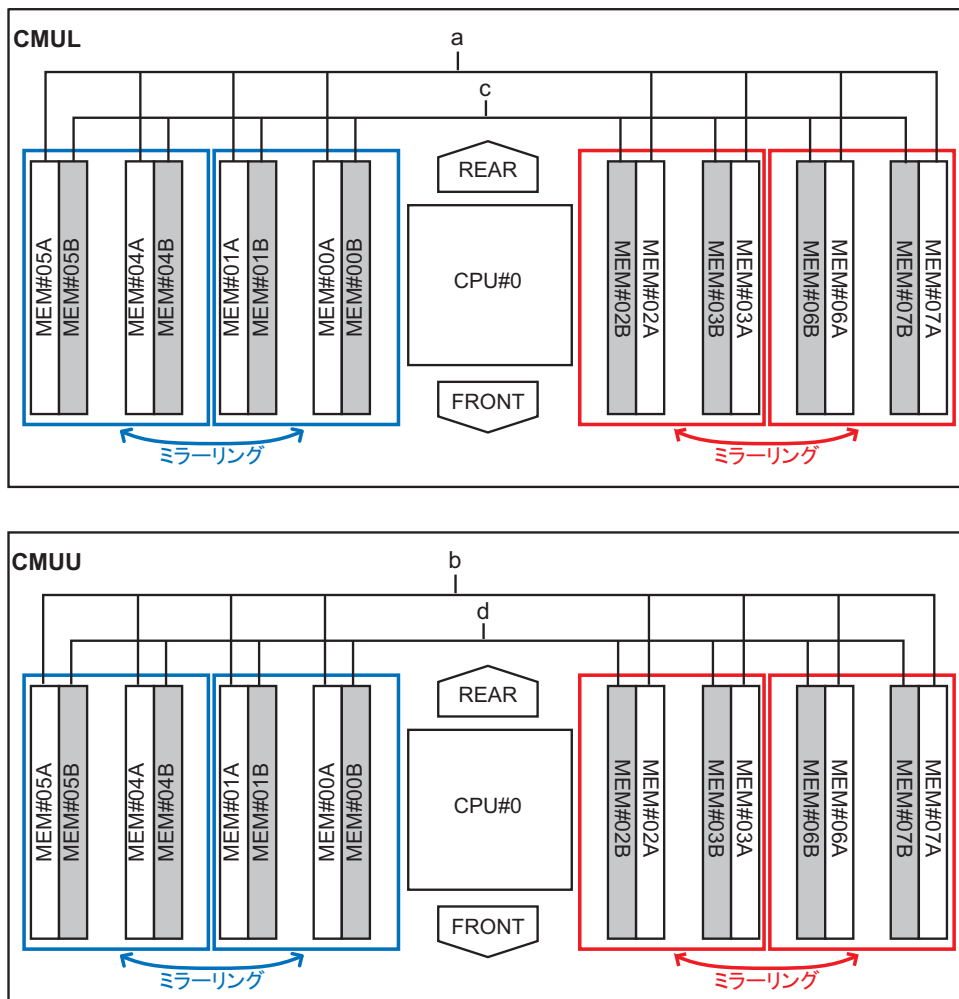 CMUL
a
c
MEM#05A
MEM#05B
MEM#04A
MEM#04B
MEM#01A
MEM#01B
MEM#00A
MEM#00B
REAR
CPU#0
FRONT
MEM#02B
MEM#02A
MEM#03B
MEM#03A
MEM#06B
MEM#06A
MEM#07B
MEM#07A
ミラーリング
ミラーリング
CMUU
b
d
MEM#05A
MEM#05B
MEM#04A
MEM#04B
MEM#01A
MEM#01B
MEM#00A
MEM#00B
REAR
CPU#0
FRONT
MEM#02B
MEM#02A
MEM#03B
MEM#03A
MEM#06B
MEM#06A
MEM#07B
MEM#07A
ミラーリング
ミラーリング